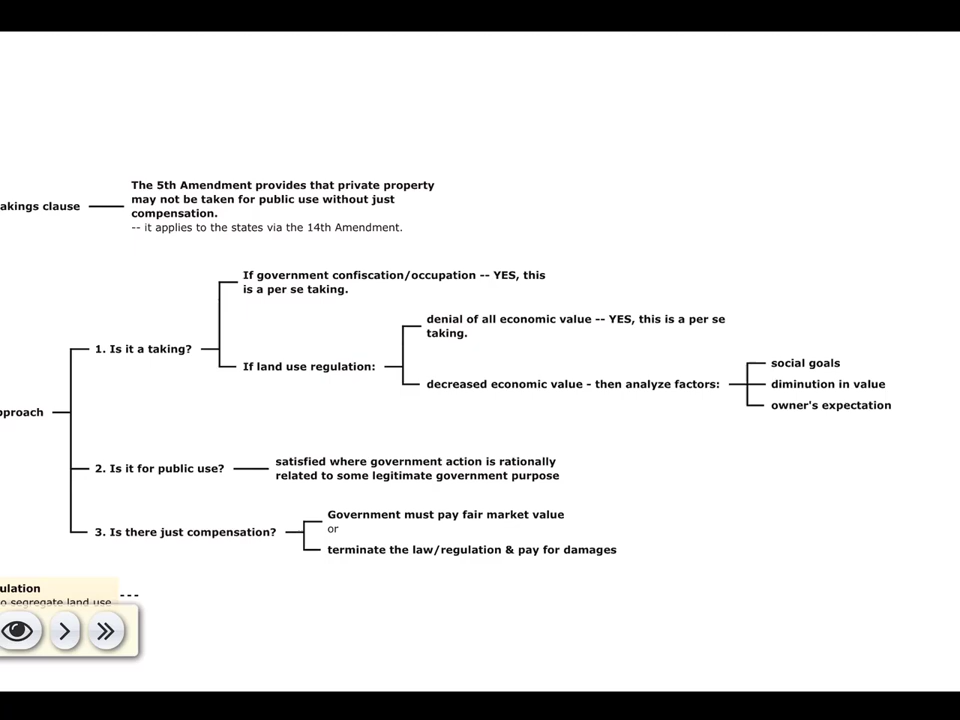 The 5th Amendment provides that private property
akings clause
may not be taken for public use without just
compensation.
-- it applies to the states via the 14th Amendment.
If government confiscation/occupation -- YES, this
is a per se taking.
denial of all economic value -- YES, this is a per se
taking.
1. Is it a taking?
If land use regulation:
social goals
decreased economic value - then analyze factors:
diminution in value
owner's expectation
pproach
2. Is it for public use?
satisfied where government action is rationally
related to some legitimate government purpose
Government must pay fair market value
or
3. Is there just compensation?
terminate the law/regulation & pay for damages
ulation
o segregate land use